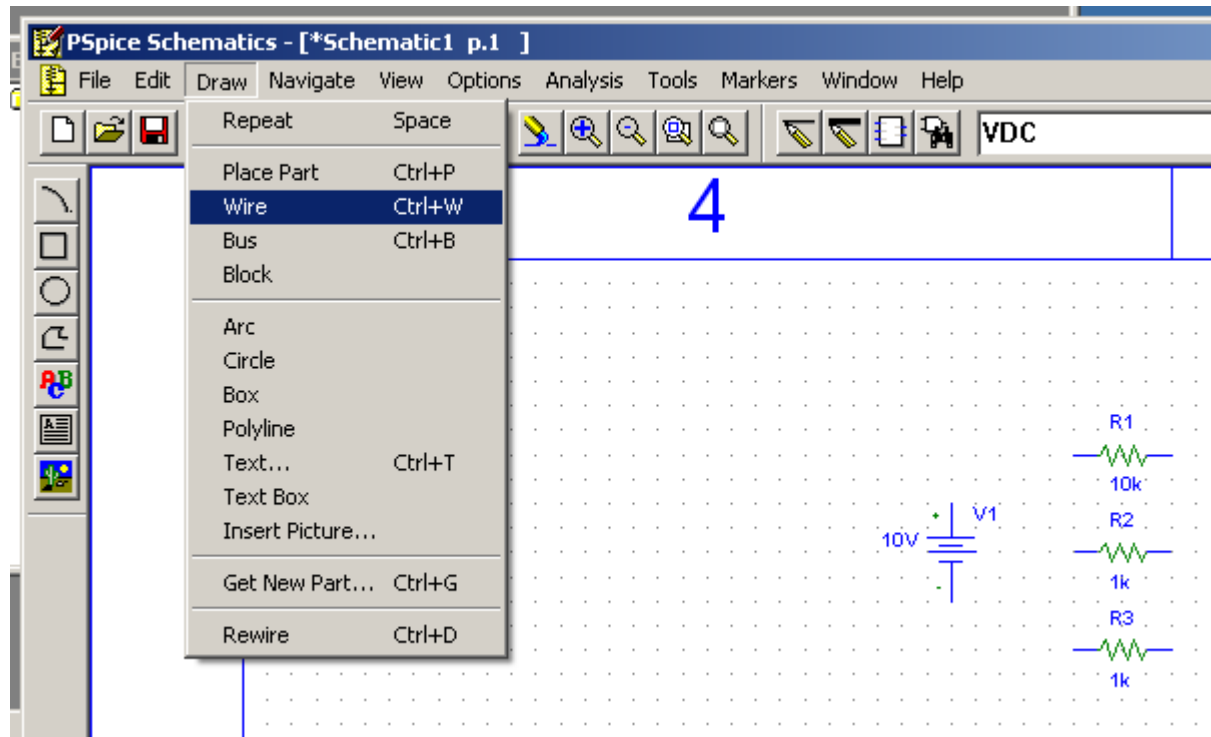 PSpice Schematics - [*Schematic1 p.1 ]
File Edit Draw Navigate View Options Analysis Tools Markers Window Help
VDC
Repeat Space
Place Part Ctrl+P
Wire Ctrl+W
Bus Ctrl+B
Block
Arc
Circle
Box
Polyline
Text... Ctrl+T
Text Box
Insert Picture...
Get New Part... Ctrl+G
Rewire Ctrl+D
ABC
A
4
R1
10k
+ V1
10V
-
R2
1k
R3
1k